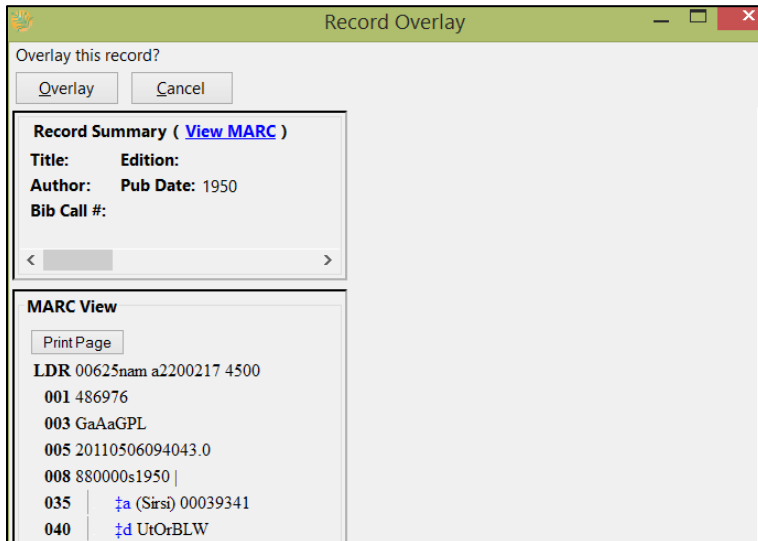 Record Overlay
Overlay this record?
Overlay Cancel
Record Summary ( View MARC )
Title: Edition:
Author: Pub Date: 1950
Bib Call #:
MARC View
Print Page
LDR 00625nam a2200217 4500
001 486976
003 GaAaGPL
005 20110506094043.0
008 880000s1950 |
035 ‡a (Sirsi) 00039341
040 ‡d UtOrBLW